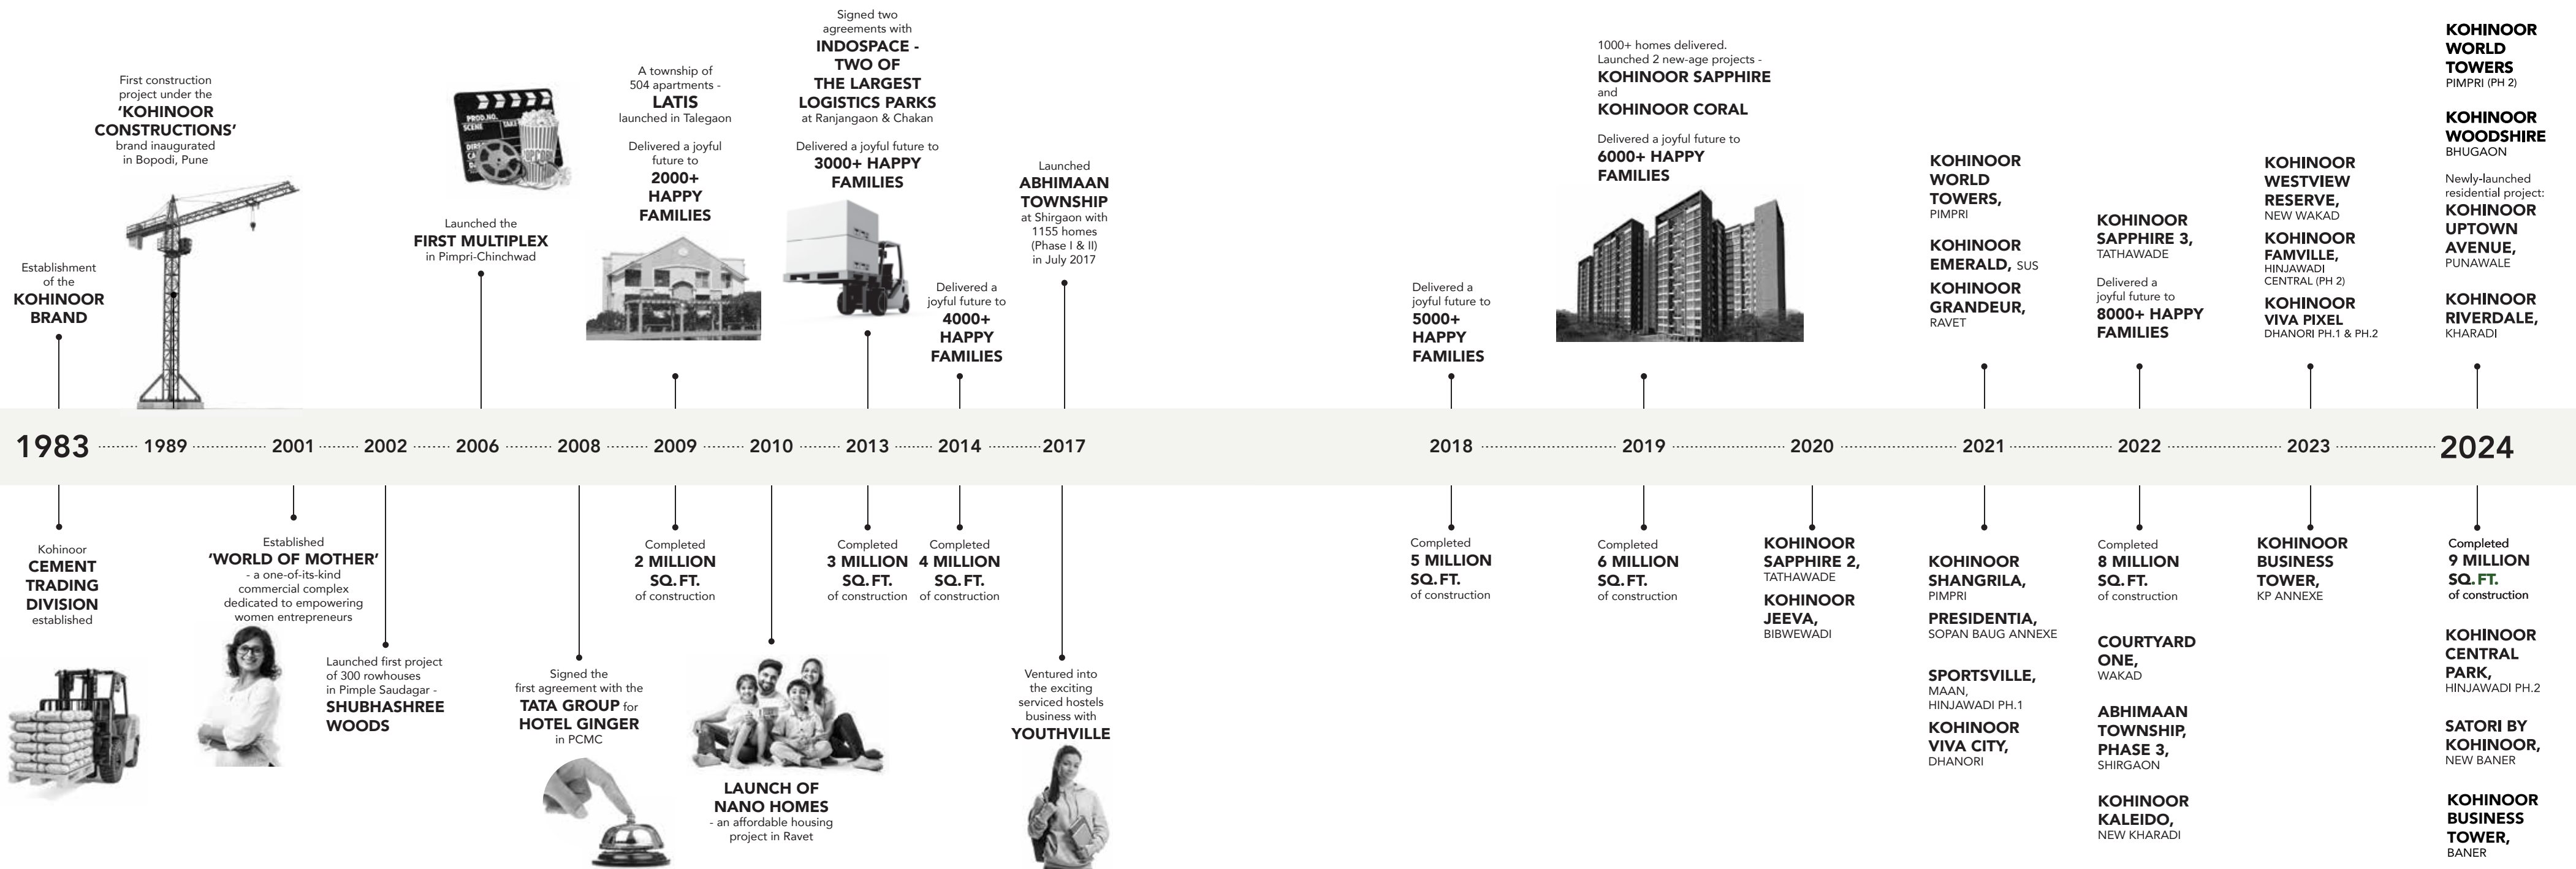 Establishment
of the
KOHINOOR
BRAND
First construction
project under the
‘KOHINOOR
CONSTRUCTIONS’
brand inaugurated
in Bopodi, Pune
PROD.NO.
SCENE
Launched the
FIRST MULTIPLEX
in Pimpri-Chinchwad
A township of
504 apartments -
LATIS
launched in Talegaon
Delivered a joyful
future to
2000+
HAPPY
FAMILIES
Signed two
agreements with
INDOSPACE -
TWO OF
THE LARGEST
LOGISTICS PARKS
at Ranjangaon & Chakan
Delivered a joyful future to
3000+ HAPPY
FAMILIES
Delivered a
joyful future to
4000+
HAPPY
FAMILIES
Launched
ABHIMAAN
TOWNSHIP
at Shirgaon with
1155 homes
(Phase I & II)
in July 2017
Delivered a
joyful future to
5000+
HAPPY
FAMILIES
1000+ homes delivered.
Launched 2 new-age projects -
KOHINOOR SAPPHIRE
and
KOHINOOR CORAL
Delivered a joyful future to
6000+ HAPPY
FAMILIES
KOHINOOR
WORLD
TOWERS,
PIMPRI
KOHINOOR
EMERALD, SUS
KOHINOOR
GRANDEUR,
RAVET
KOHINOOR
SAPPHIRE 3,
TATHAWADE
Delivered a
joyful future to
8000+ HAPPY
FAMILIES
KOHINOOR
WESTVIEW
RESERVE,
NEW WAKAD
KOHINOOR
FAMVILLE,
HINJAWADI
CENTRAL (PH 2)
KOHINOOR
VIVA PIXEL
DHANORI PH.1 & PH.2
KOHINOOR
WORLD
TOWERS
PIMPRI (PH 2)
KOHINOOR
WOODSHIRE
BHUGAON
Newly-launched
residential project:
KOHINOOR
UPTOWN
AVENUE,
PUNAWALE
KOHINOOR
RIVERDALE,
KHARADI
1983 1989 2001 2002 2006 2008 2009 2010 2013 2014 2017 2018 2019 2020 2021 2022 2023 2024
Kohinoor
CEMENT
TRADING
DIVISION
established
Established
‘WORLD OF MOTHER’
- a one-of-its-kind
commercial complex
dedicated to empowering
women entrepreneurs
Launched first project
of 300 rowhouses
in Pimple Saudagar -
SHUBHASHREE
WOODS
Signed the
first agreement with the
TATA GROUP for
HOTEL GINGER
in PCMC
Completed
2 MILLION
SQ.FT.
of construction
LAUNCH OF
NANO HOMES
- an affordable housing
project in Ravet
Completed
3 MILLION
SQ.FT.
of construction
Completed
4 MILLION
SQ.FT.
of construction
Ventured into
the exciting
serviced hostels
business with
YOUTHVILLE
Completed
5 MILLION
SQ.FT.
of construction
Completed
6 MILLION
SQ.FT.
of construction
KOHINOOR
SAPPHIRE 2,
TATHAWADE
KOHINOOR
JEEVA,
BIBWEWADI
KOHINOOR
SHANGRILA,
PIMPRI
PRESIDENTIA,
SOPAN BAUG ANNEXE
SPORTSVILLE,
MAAN,
HINJAWADI PH.1
KOHINOOR
VIVA CITY,
DHANORI
Completed
8 MILLION
SQ.FT.
of construction
COURTYARD
ONE,
WAKAD
ABHIMAAN
TOWNSHIP,
PHASE 3,
SHIRGAON
KOHINOOR
KALEIDO,
NEW KHARADI
KOHINOOR
BUSINESS
TOWER,
KP ANNEXE
Completed
9 MILLION
SQ.FT.
of construction
KOHINOOR
CENTRAL
PARK,
HINJAWADI PH.2
SATORI BY
KOHINOOR,
NEW BANER
KOHINOOR
BUSINESS
TOWER,
BANER